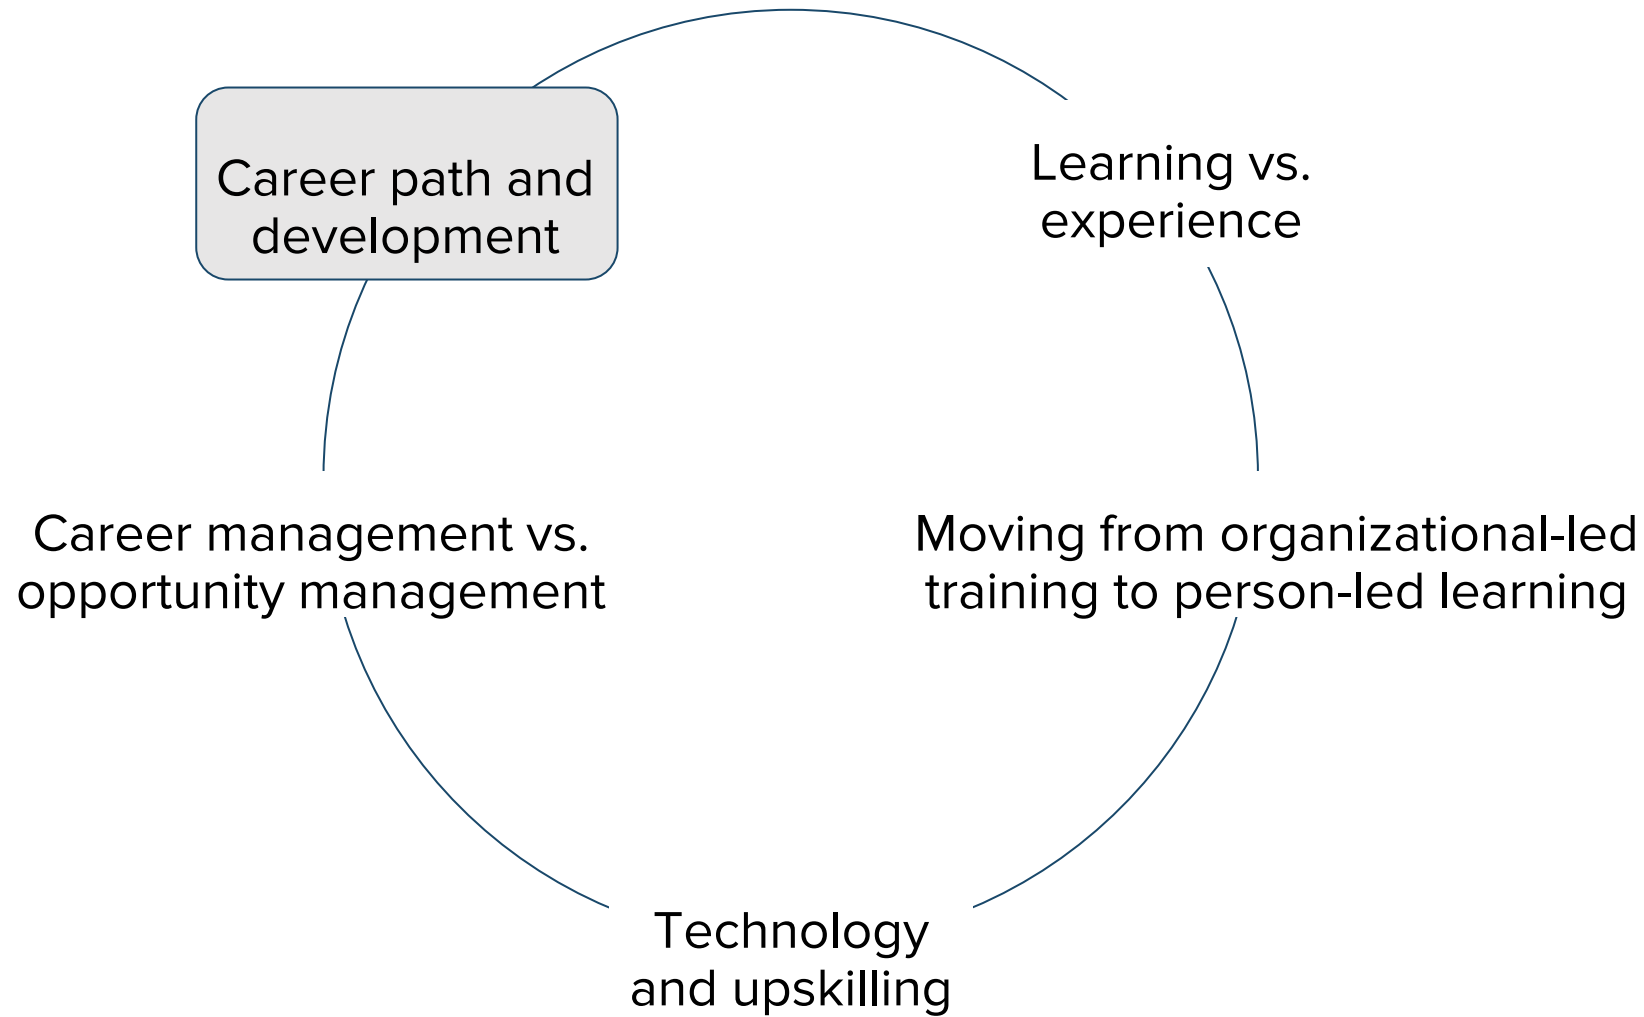 Career path and
development
Learning vs.
experience
Career management vs.
opportunity management
Moving from organizational-led
training to person-led learning
Technology
and upskilling